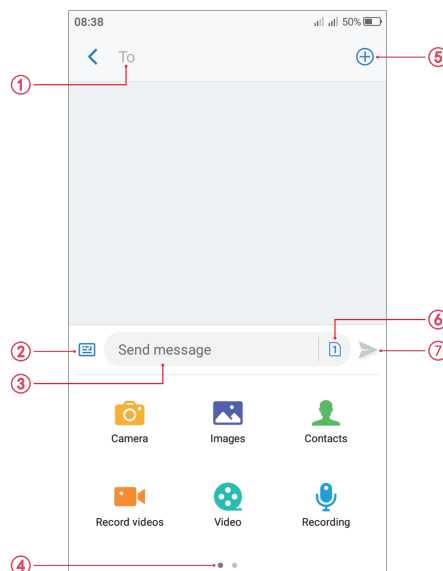 08:38 50%
To
⑤
①
⑥
② Send message 1 ⑦
③
Camera Images Contacts
Record videos Video Recording
④